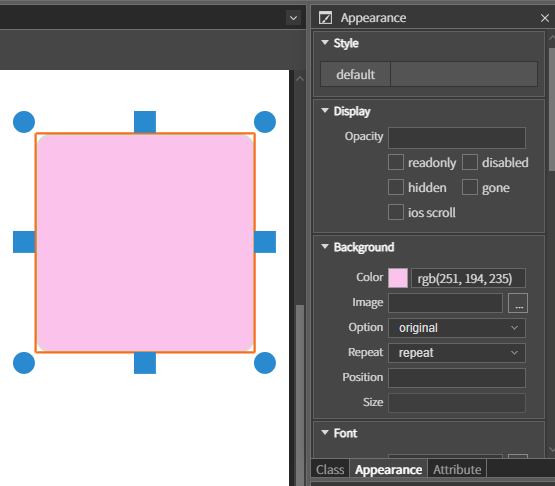 Appearance
Style
default
Display
Opacity
readonly disabled
hidden gone
ios scroll
Background
Color rgb(251, 194, 235)
Image ...
Option original
Repeat repeat
Position
Size
Font
Class Appearance Attribute